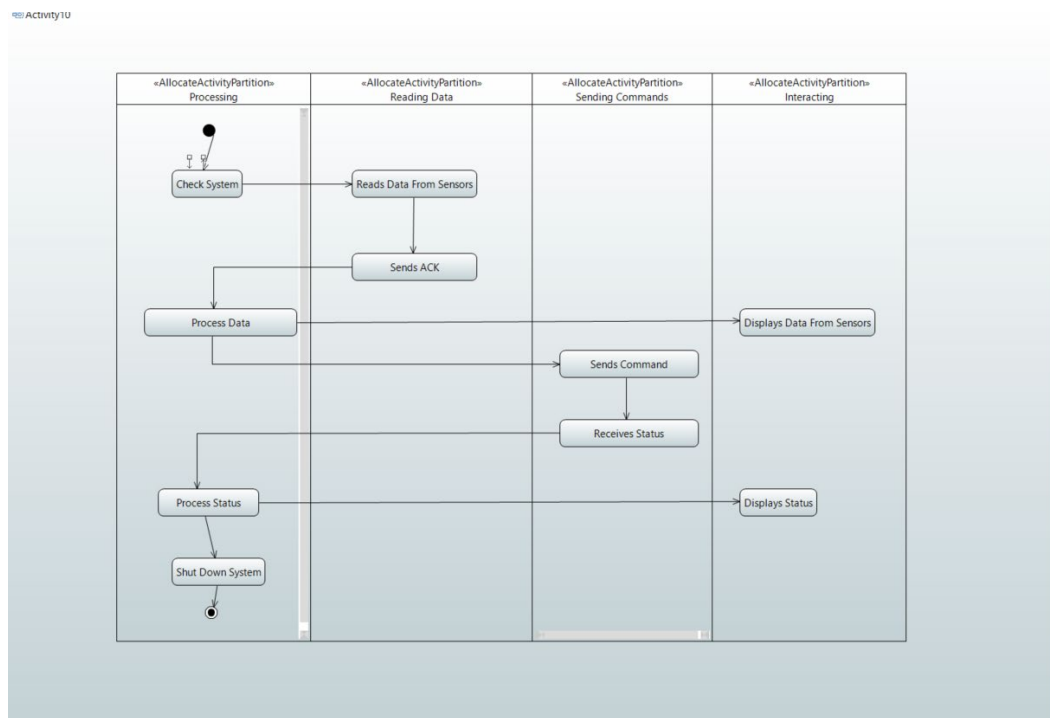 Activity10
«AllocateActivityPartition»
Processing
«AllocateActivityPartition»
Reading Data
«AllocateActivityPartition»
Sending Commands
«AllocateActivityPartition»
Interacting
Check System
Reads Data From Sensors
Sends ACK
Process Data
Displays Data From Sensors
Sends Command
Receives Status
Process Status
Displays Status
Shut Down System